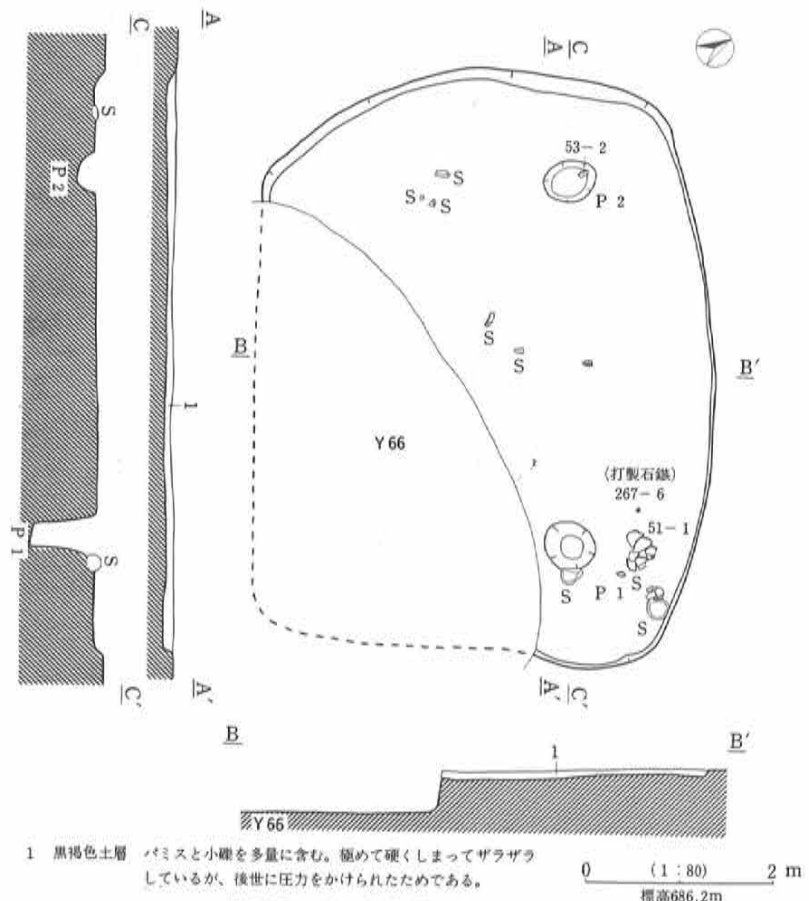 A
C
A C
S
P 2
53-2
S
S S
P 2
S
S
B
B'
Y 66
1
(打製石鏃)
267-6
51-1
P 1
S
S
P 1
S
S
C'
A'
A' C'
B
B'
1
Y 66
1 黒褐色土層 パミスと小礫を多量に含む。極めて硬くしまってザラザラ
しているが、後世に圧力をかけられたためである。
0 (1:80) 2 m
標高686.2m